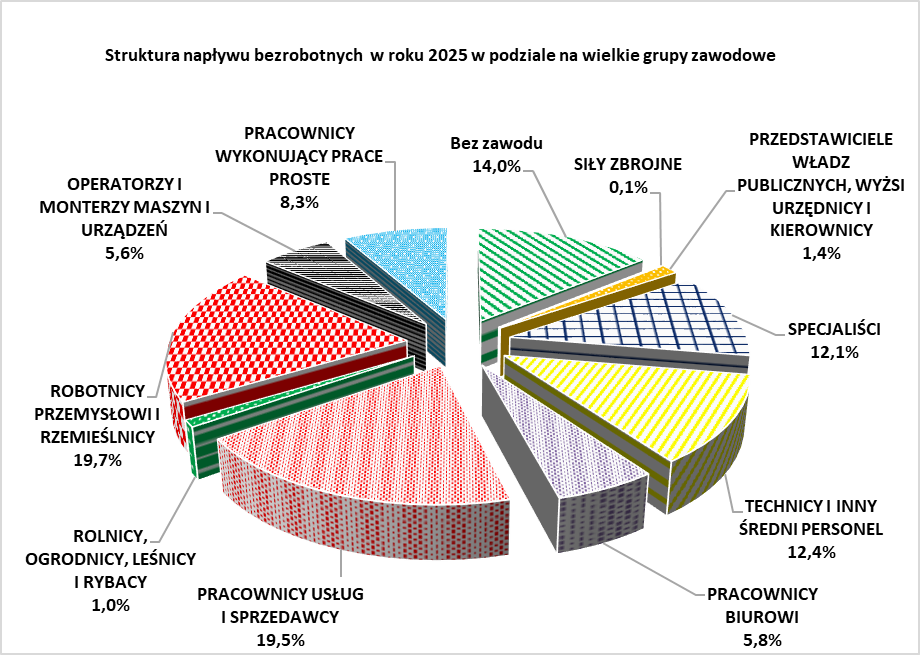 Struktura napływu bezrobotnych w roku 2025 w podziale na wielkie grupy zawodowe
Bez zawodu
14,0%
SIŁY ZBROJNE
0,1%
PRZEDSTAWICIELE
WŁADZ
PUBLICZNYCH, WYŻSI
URZĘDNICY I
KIEROWNICY
1,4%
SPECJALIŚCI
12,1%
TECHNICY I INNY
ŚREDNI PERSONEL
12,4%
PRACOWNICY
BIUROWI
5,8%
PRACOWNICY USŁUG
I SPRZEDAWCY
19,5%
ROLNICY,
OGRODNICY, LEŚNICY
I RYBACY
1,0%
ROBOTNICY
PRZEMYSŁOWI I
RZEMIEŚLNICY
19,7%
OPERATORZY I
MONTERZY MASZYN I
URZĄDZEŃ
5,6%
PRACOWNICY
WYKONUJĄCY PRACE
PROSTE
8,3%